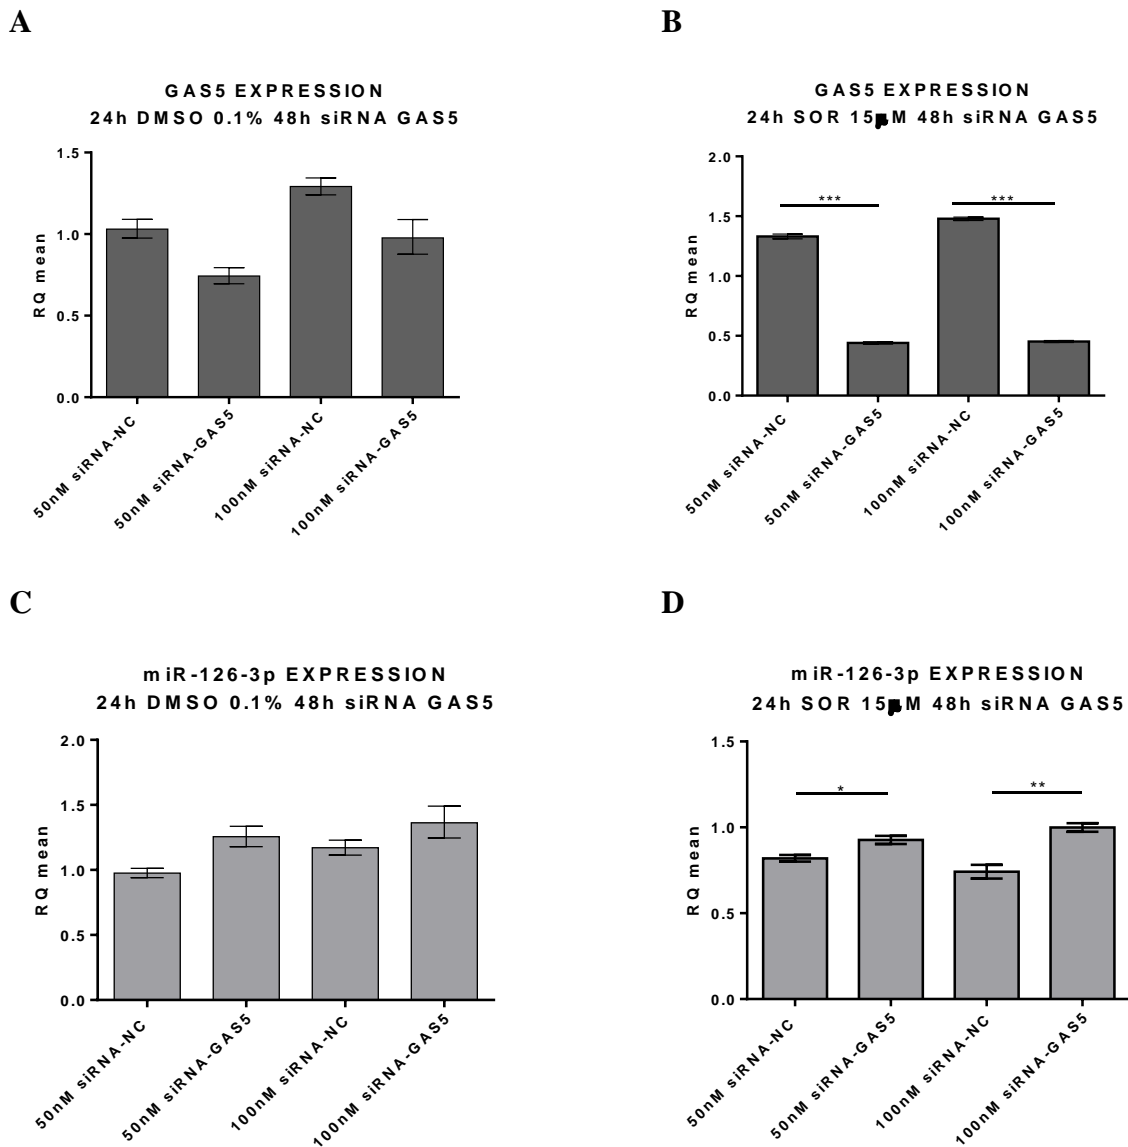 A
GAS5 EXPRESSION
24h DMSO 0.1% 48h siRNA GAS5
1.5
1.0
0.5
0.0
RQ mean
50nM siRNA-NC
50nM siRNA-GAS5
100nM siRNA-NC
100nM siRNA-GAS5
B
GAS5 EXPRESSION
24h SOR 15μM 48h siRNA GAS5
2.0
1.5
1.0
0.5
0.0
RQ mean
***
***
50nM siRNA-NC
50nM siRNA-GAS5
100nM siRNA-NC
100nM siRNA-GAS5
C
miR-126-3p EXPRESSION
24h DMSO 0.1% 48h siRNA GAS5
2.0
1.5
1.0
0.5
0.0
RQ mean
50nM siRNA-NC
50nM siRNA-GAS5
100nM siRNA-NC
100nM siRNA-GAS5
D
miR-126-3p EXPRESSION
24h SOR 15μM 48h siRNA GAS5
1.5
1.0
0.5
0.0
RQ mean
*
**
50nM siRNA-NC
50nM siRNA-GAS5
100nM siRNA-NC
100nM siRNA-GAS5